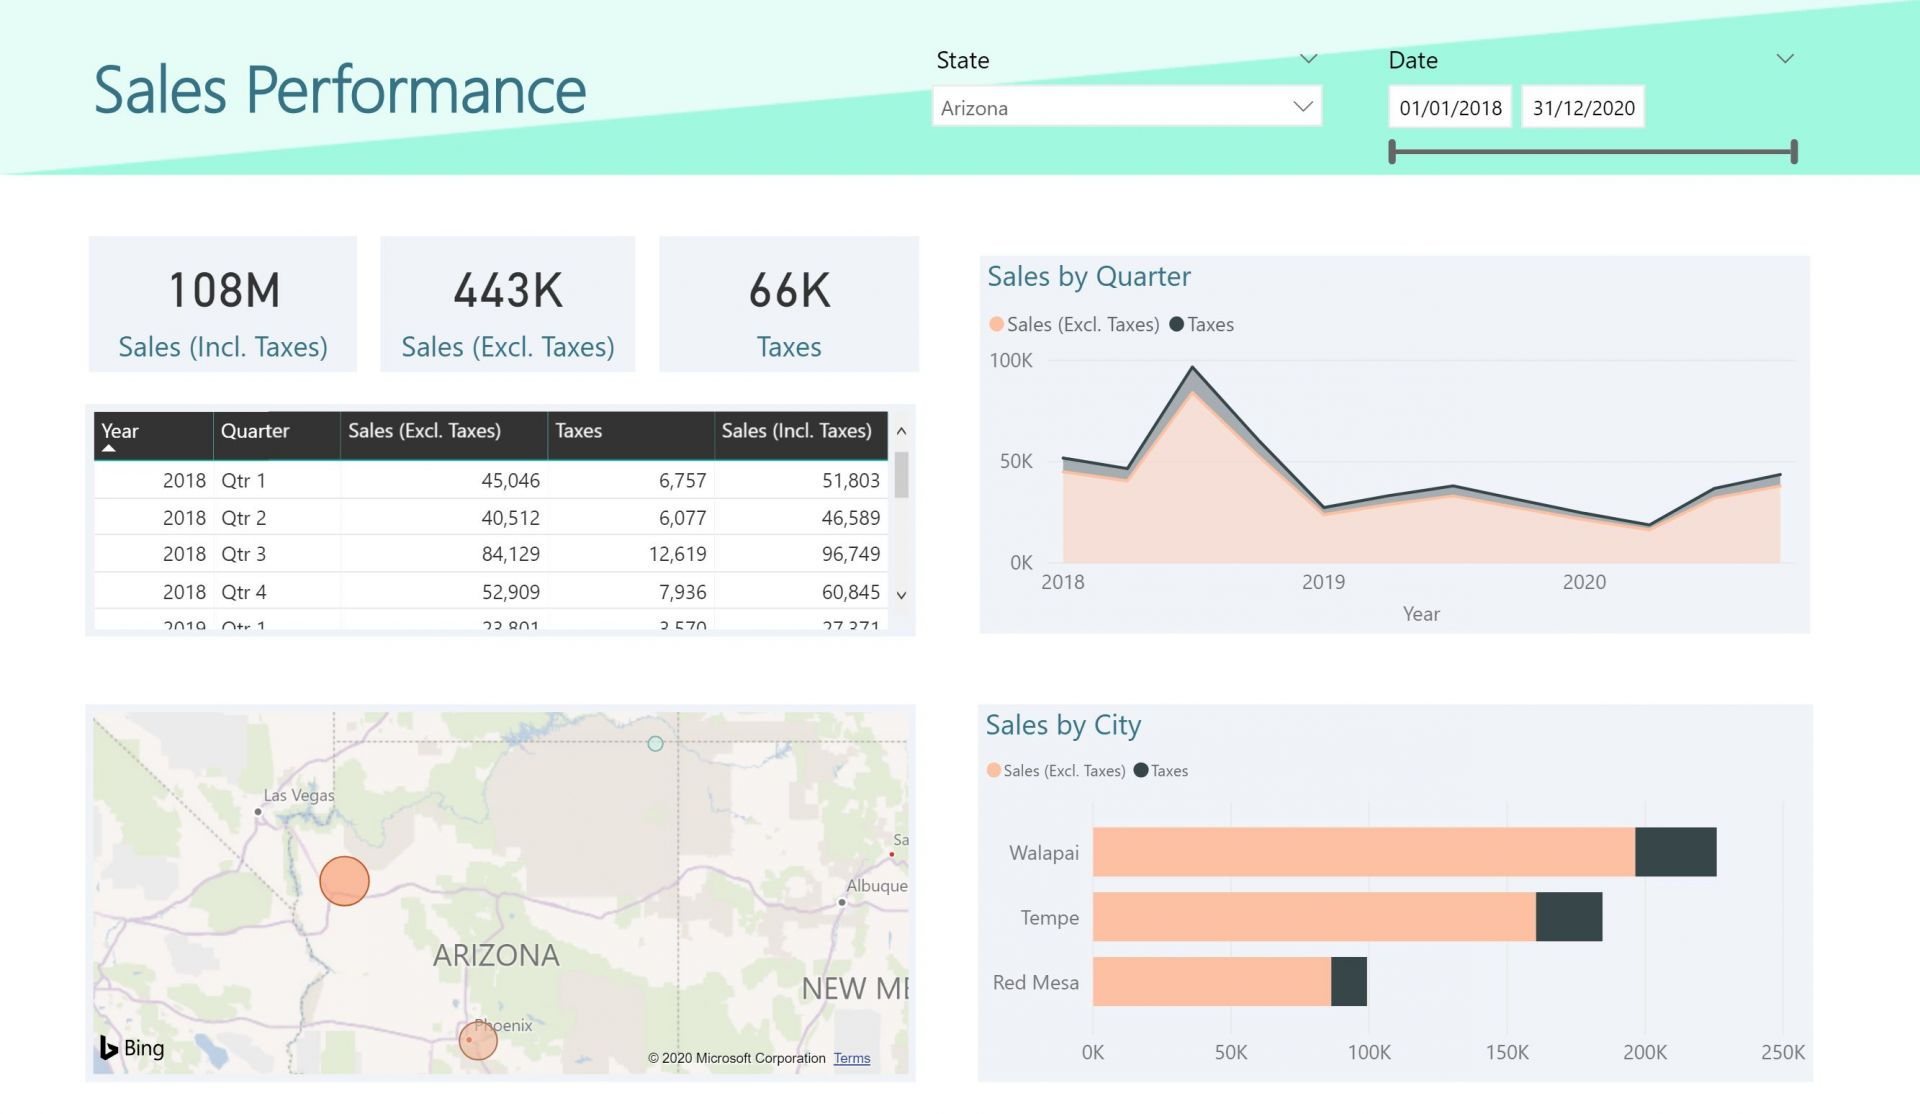 Sales Performance
State
Arizona
Date
01/01/2018 31/12/2020
108M
Sales (Incl. Taxes)
443K
Sales (Excl. Taxes)
66K
Taxes
Year Quarter Sales (Excl. Taxes) Taxes Sales (Incl. Taxes)
2018 Qtr 1 45,046 6,757 51,803
2018 Qtr 2 40,512 6,077 46,589
2018 Qtr 3 84,129 12,619 96,749
2018 Qtr 4 52,909 7,936 60,845
2019 Qtr 1 23,801 3,570 27,371
Sales by Quarter
Sales (Excl. Taxes) Taxes
100K
50K
0K
2018 2019 2020
Year
Las Vegas
Sa
Albuque
ARIZONA
NEW ME
Phoenix
Bing
© 2020 Microsoft Corporation Terms
Sales by City
Sales (Excl. Taxes) Taxes
Walapai
Tempe
Red Mesa
0K 50K 100K 150K 200K 250K